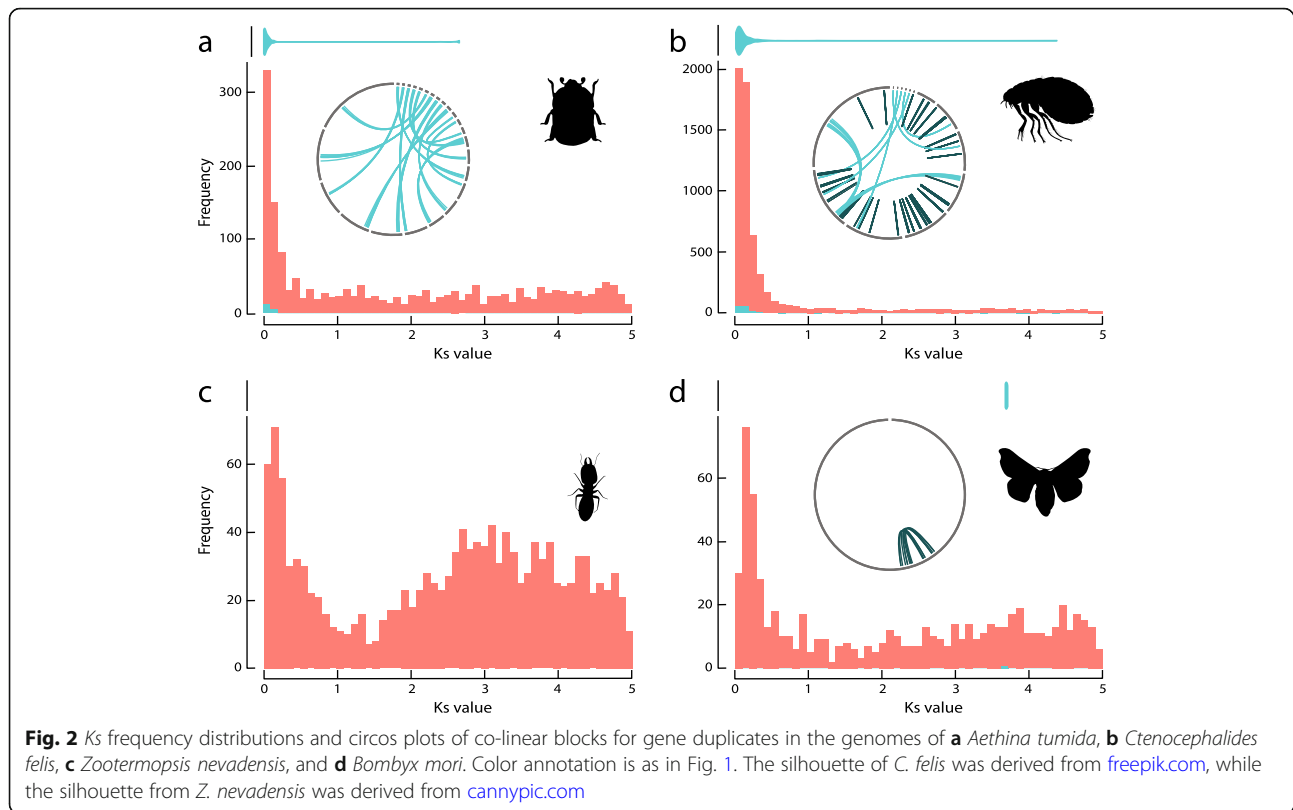 a
b
300
200
100
0
Frequency
0 1 2 3 4 5
Ks value
2000
1500
1000
500
0
0 1 2 3 4 5
Ks value
c
d
60
40
20
0
Frequency
0 1 2 3 4 5
Ks value
60
40
20
0
0 1 2 3 4 5
Ks value
Fig. 2 Ks frequency distributions and circos plots of co-linear blocks for gene duplicates in the genomes of a Aethina tumida, b Ctenocephalides
felis, c Zootermopsis nevadensis, and d Bombyx mori. Color annotation is as in Fig. 1. The silhouette of C. felis was derived from freepik.com, while
the silhouette from Z. nevadensis was derived from cannypic.com